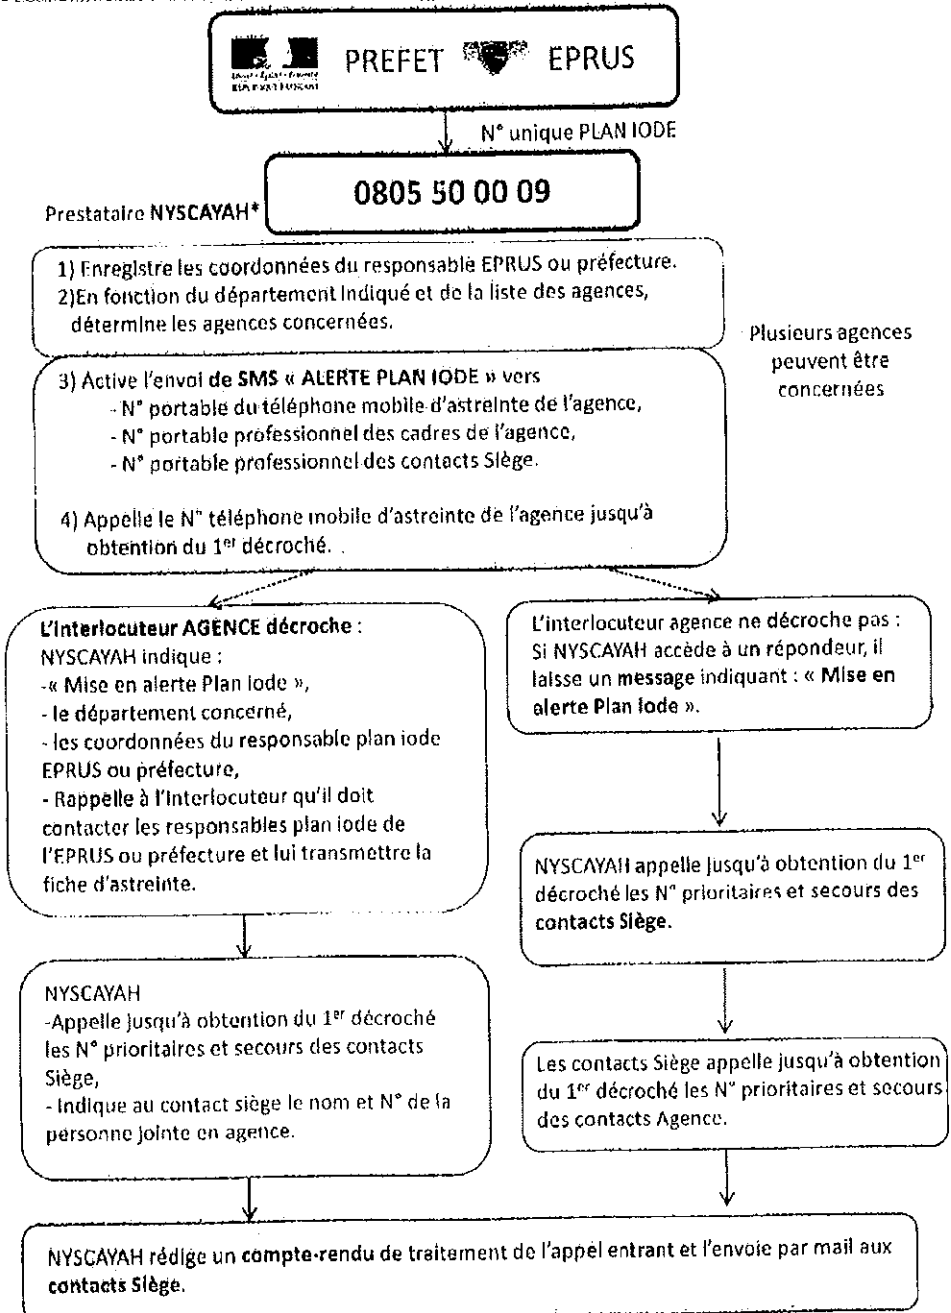 PREFET EPRUS
N° unique PLAN IODE
0805 50 00 09
Prestataire NYSCAYAH*
1) Enregistre les coordonnées du responsable EPRUS ou préfecture.
2)En fonction du département indiqué et de la liste des agences,
détermine les agences concernées.
Plusieurs agences
peuvent être
concernées
3) Active l'envoi de SMS « ALERTE PLAN IODE » vers
- N° portable du téléphone mobile d'astreinte de l'agence,
- N° portable professionnel des cadres de l'agence,
- N° portable professionnel des contacts Siège.
4) Appelle le N° téléphone mobile d'astreinte de l'agence jusqu'à
obtention du 1er décroché.
L'interlocuteur AGENCE décroche :
NYSCAYAH indique :
-« Mise en alerte Plan Iode »,
- le département concerné,
- les coordonnées du responsable plan iode
EPRUS ou préfecture,
- Rappelle à l'interlocuteur qu'il doit
contacter les responsables plan iode de
l'EPRUS ou préfecture et lui transmettre la
fiche d'astreinte.
L'interlocuteur agence ne décroche pas :
Si NYSCAYAH accède à un répondeur, il
laisse un message indiquant : « Mise en
alerte Plan Iode ».
NYSCAYAH appelle jusqu'à obtention du 1er
décroché les N° prioritaires et secours des
contacts Siège.
NYSCAYAH
-Appelle jusqu'à obtention du 1er décroché
les N° prioritaires et secours des contacts
Siège,
- Indique au contact siège le nom et N° de la
personne jointe en agence.
Les contacts Siège appelle jusqu'à obtention
du 1er décroché les N° prioritaires et secours
des contacts Agence.
NYSCAYAH rédige un compte-rendu de traitement de l'appel entrant et l'envoie par mail aux
contacts Siège.